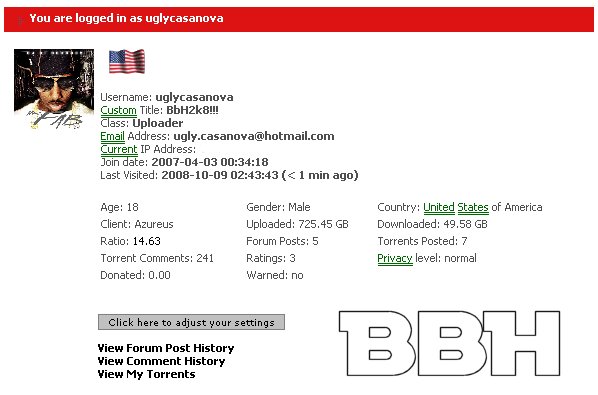 You are logged in as uglycasanova
FAB
Username: uglycasanova
Custom Title: BbH2k8!!!
Class: Uploader
Email Address: ugly.casanova@hotmail.com
Current IP Address:
Join date: 2007-04-03 00:34:18
Last Visited: 2008-10-09 02:43:43 (< 1 min ago)
Age: 18 Gender: Male Country: United States of America
Client: Azureus Uploaded: 725.45 GB Downloaded: 49.58 GB
Ratio: 14.63 Forum Posts: 5 Torrents Posted: 7
Torrent Comments: 241 Ratings: 3 Privacy level: normal
Donated: 0.00 Warned: no
Click here to adjust your settings
View Forum Post History
View Comment History
View My Torrents
BBH